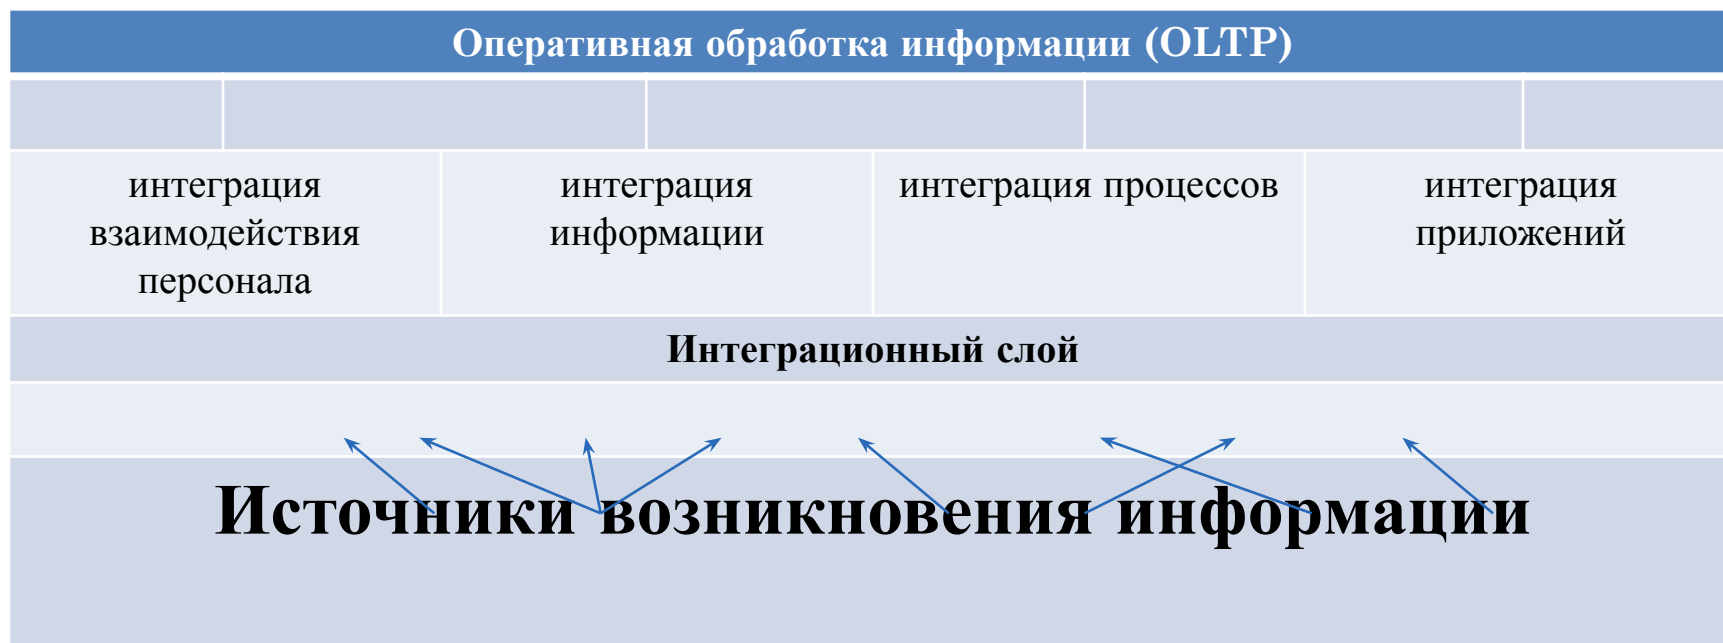 Оперативная обработка информации (OLTP)
интеграция
взаимодействия
персонала
интеграция
информации
интеграция процессов
интеграция
приложений
Интеграционный слой
Источники возникновения информации